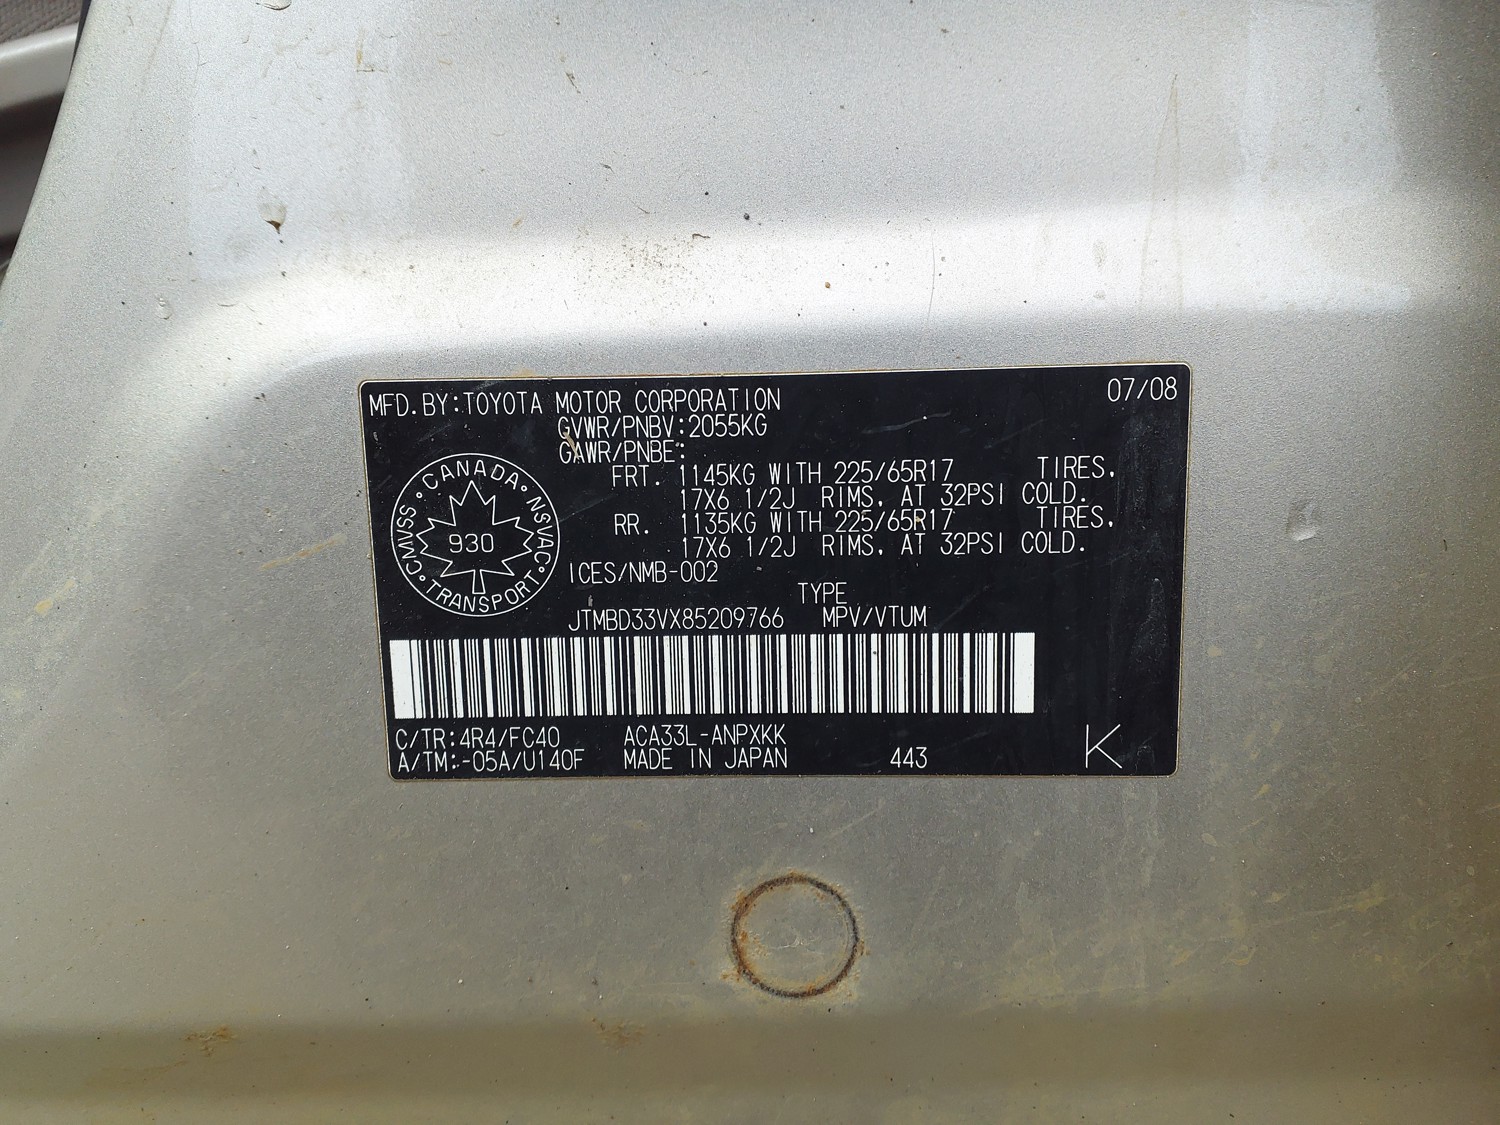 MFD.BY:TOYOTA MOTOR CORPORATION 07/08
GVWR/PNBV:2055KG
GAWR/PNBE:
FRT. 1145KG WITH 225/65R17 TIRES,
17X6 1/2J RIMS, AT 32PSI COLD.
RR. 1135KG WITH 225/65R17 TIRES,
17X6 1/2J RIMS, AT 32PSI COLD.
CANADA • NSVAC • TRANSPORT • CMVSS •
930
ICES/NMB-002
TYPE
JTMBD33VX85209766 MPV/VTUM
C/TR:4R4/FC40 ACA33L-ANPXKK
A/TM:-05A/U140F MADE IN JAPAN 443 K